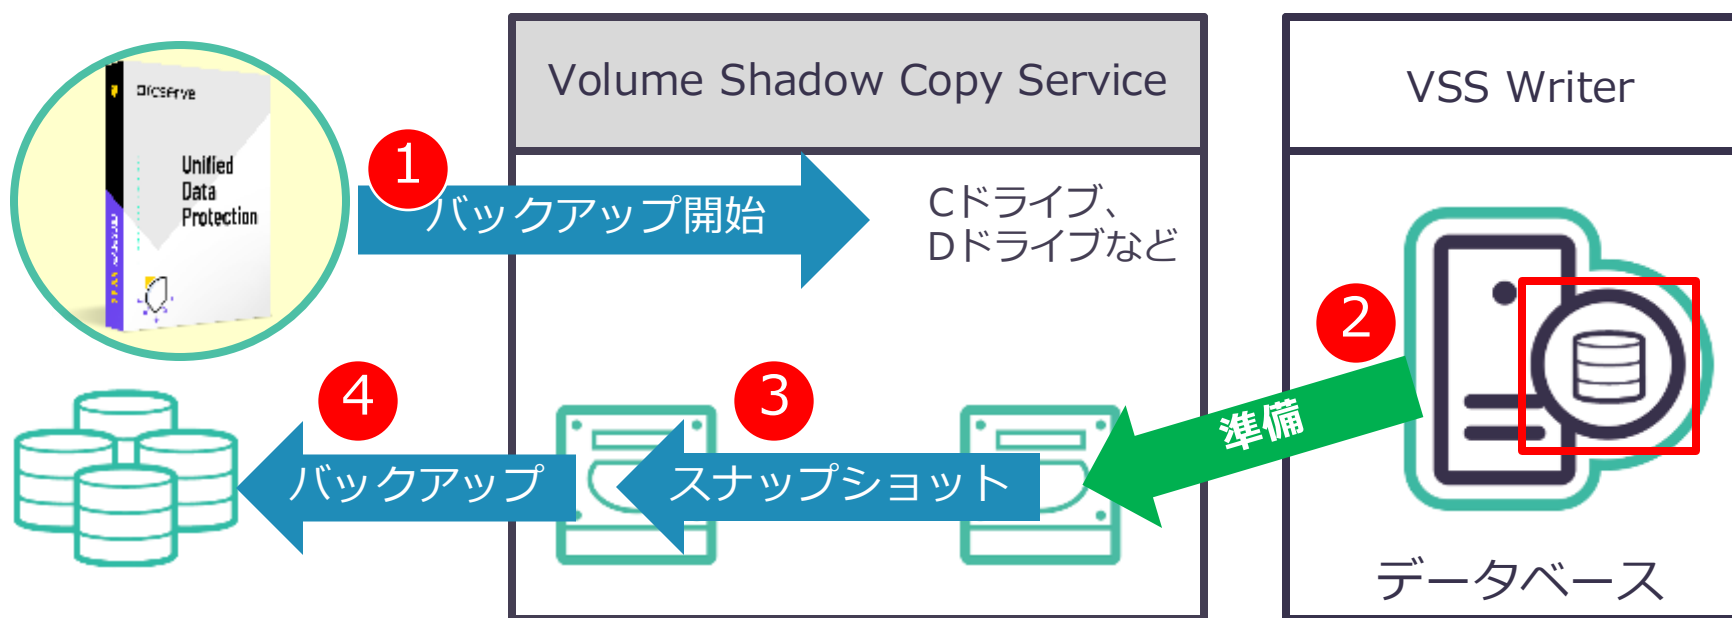 Volume Shadow Copy Service
VSS Writer
arcserve
Unified
Data
Protection
1
バックアップ開始
Cドライブ、
Dドライブなど
2
準備
3
スナップショット
4
バックアップ
データベース